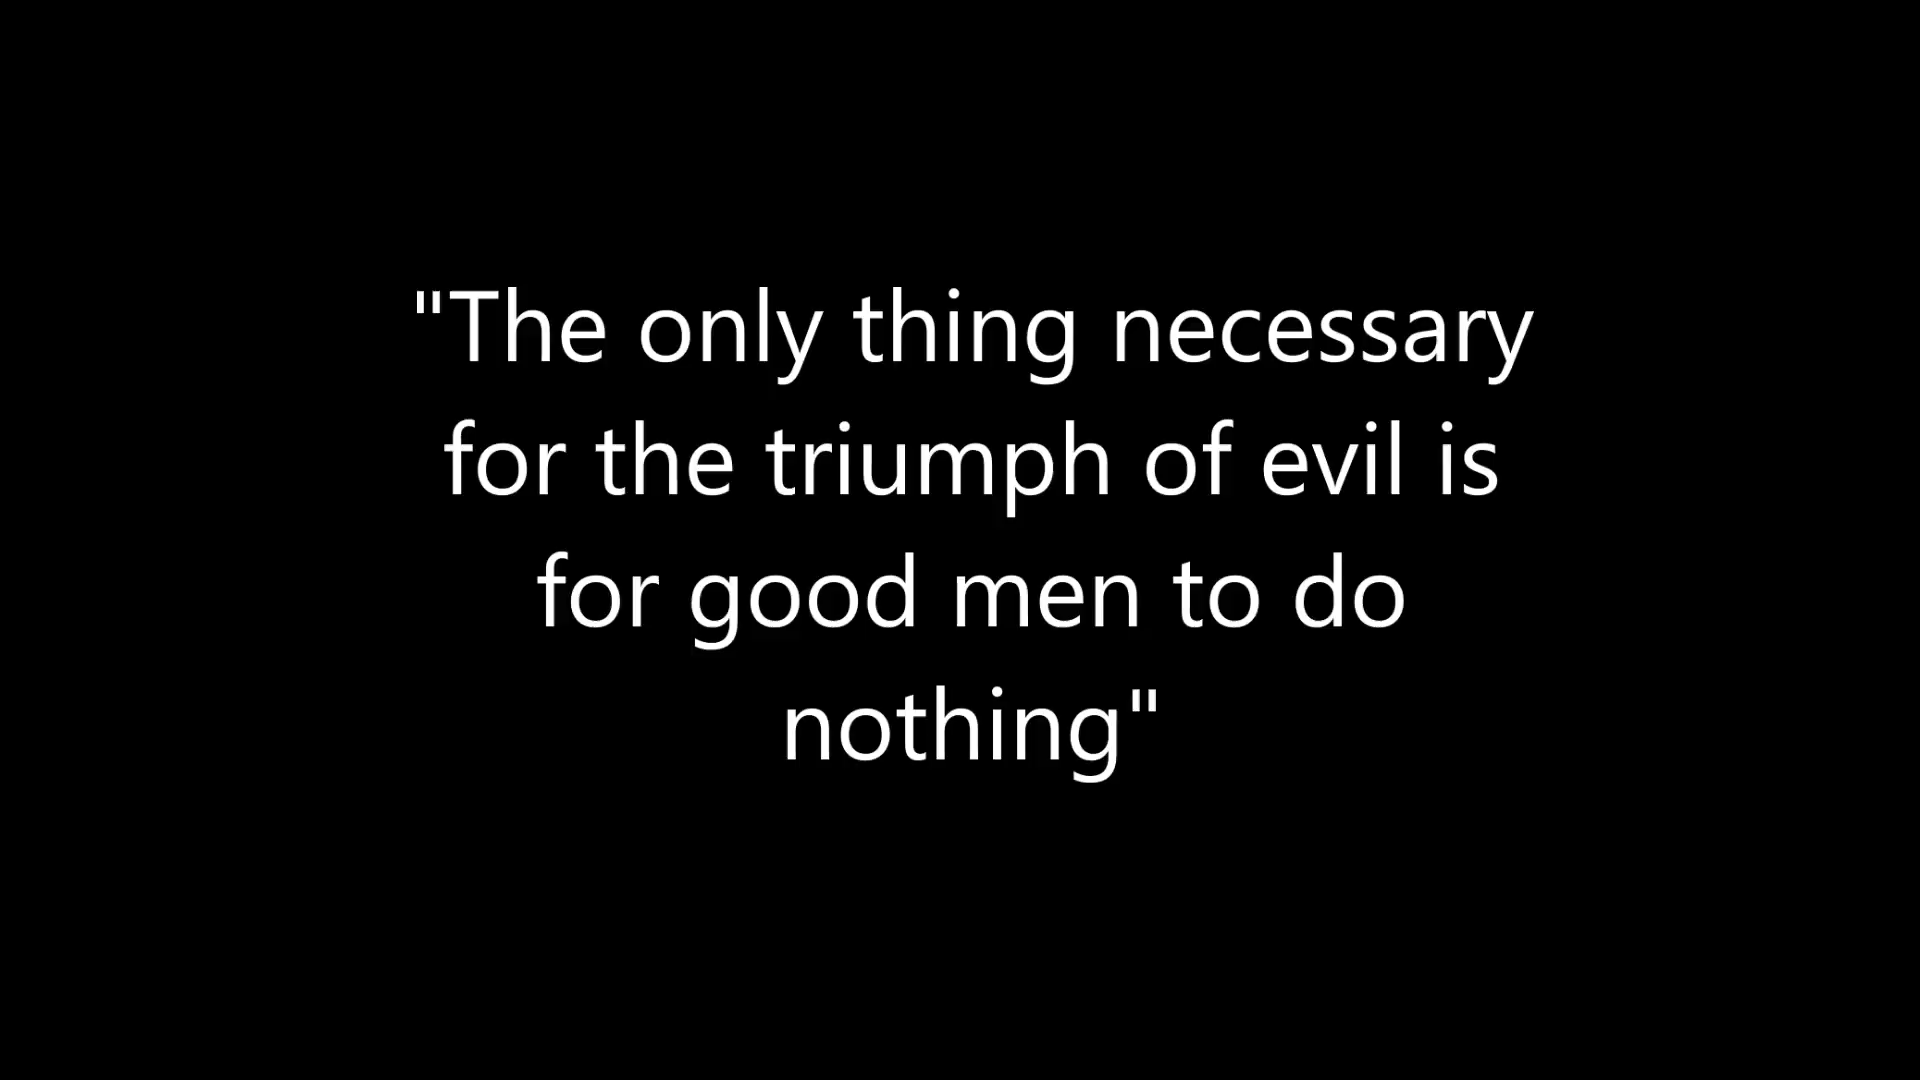 "The only thing necessary
for the triumph of evil is
for good men to do
nothing"